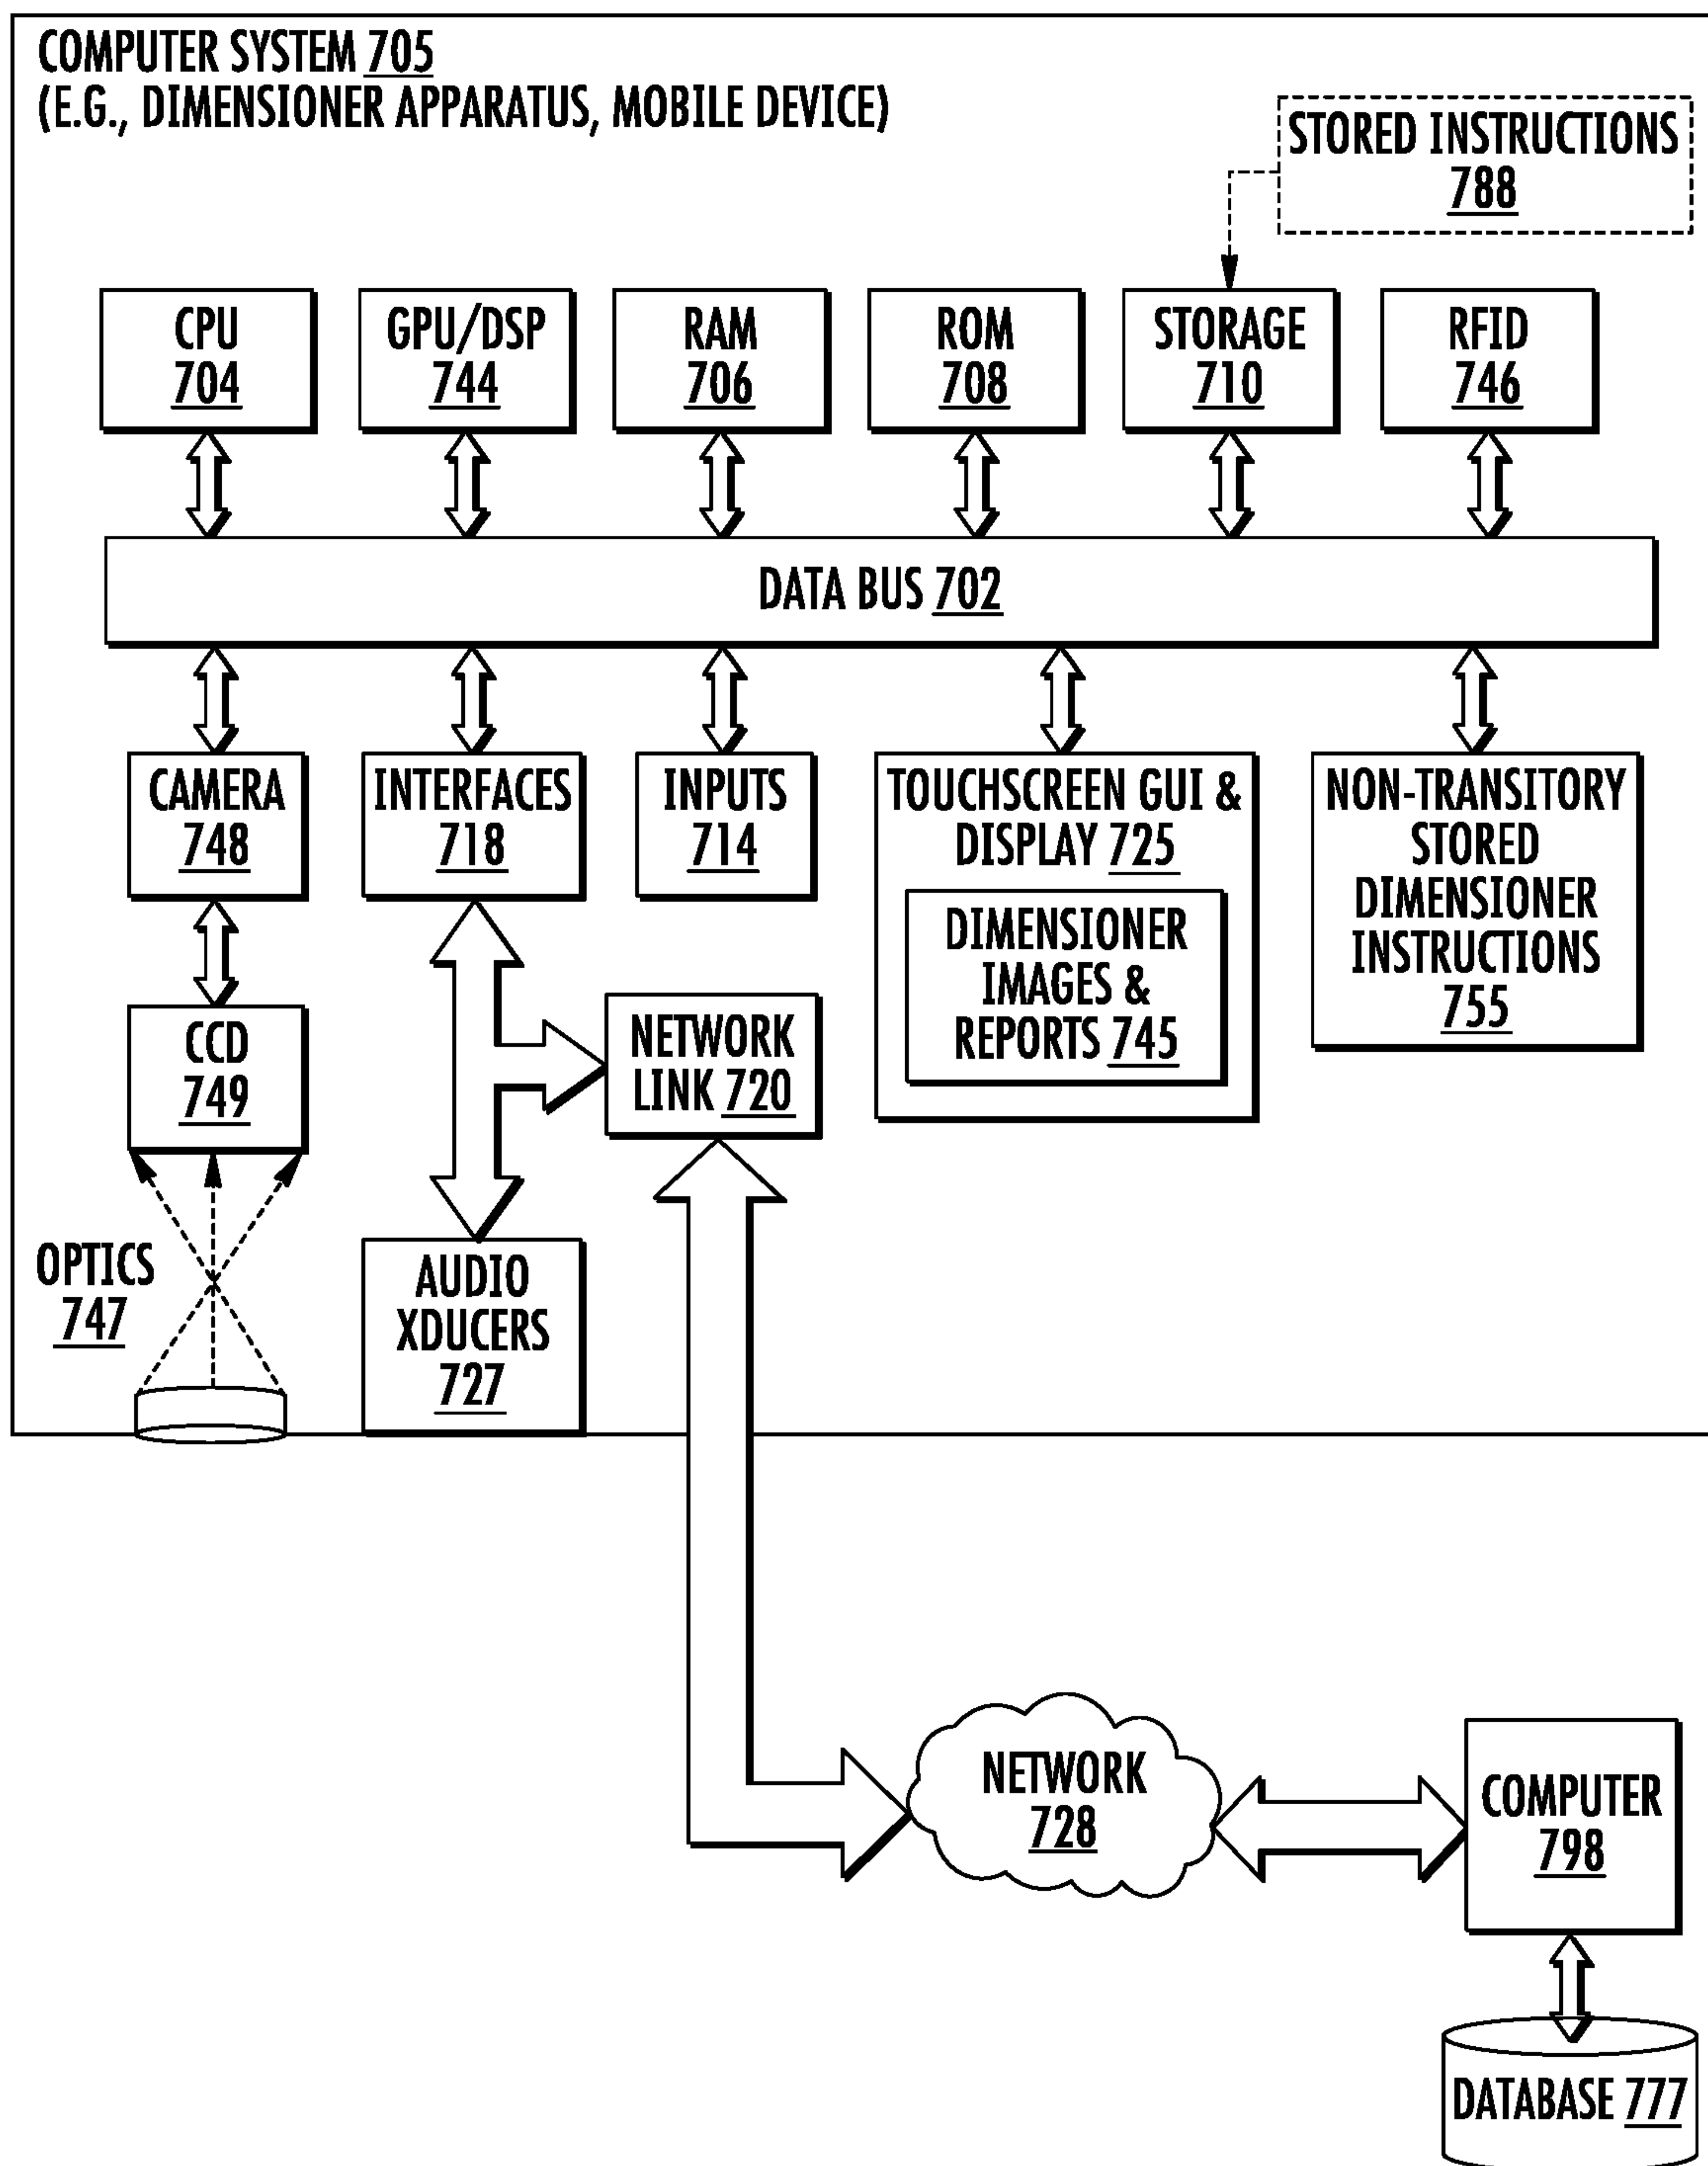 COMPUTER SYSTEM 705
(E.G., DIMENSIONER APPARATUS, MOBILE DEVICE)
STORED INSTRUCTIONS
788
CPU
704
GPU/DSP
744
RAM
706
ROM
708
STORAGE
710
RFID
746
DATA BUS 702
CAMERA
748
INTERFACES
718
INPUTS
714
TOUCHSCREEN GUI &
DISPLAY 725
DIMENSIONER
IMAGES &
REPORTS 745
NON-TRANSITORY
STORED
DIMENSIONER
INSTRUCTIONS
755
CCD
749
NETWORK
LINK 720
OPTICS
747
AUDIO
XDUCERS
727
NETWORK
728
COMPUTER
798
DATABASE 777